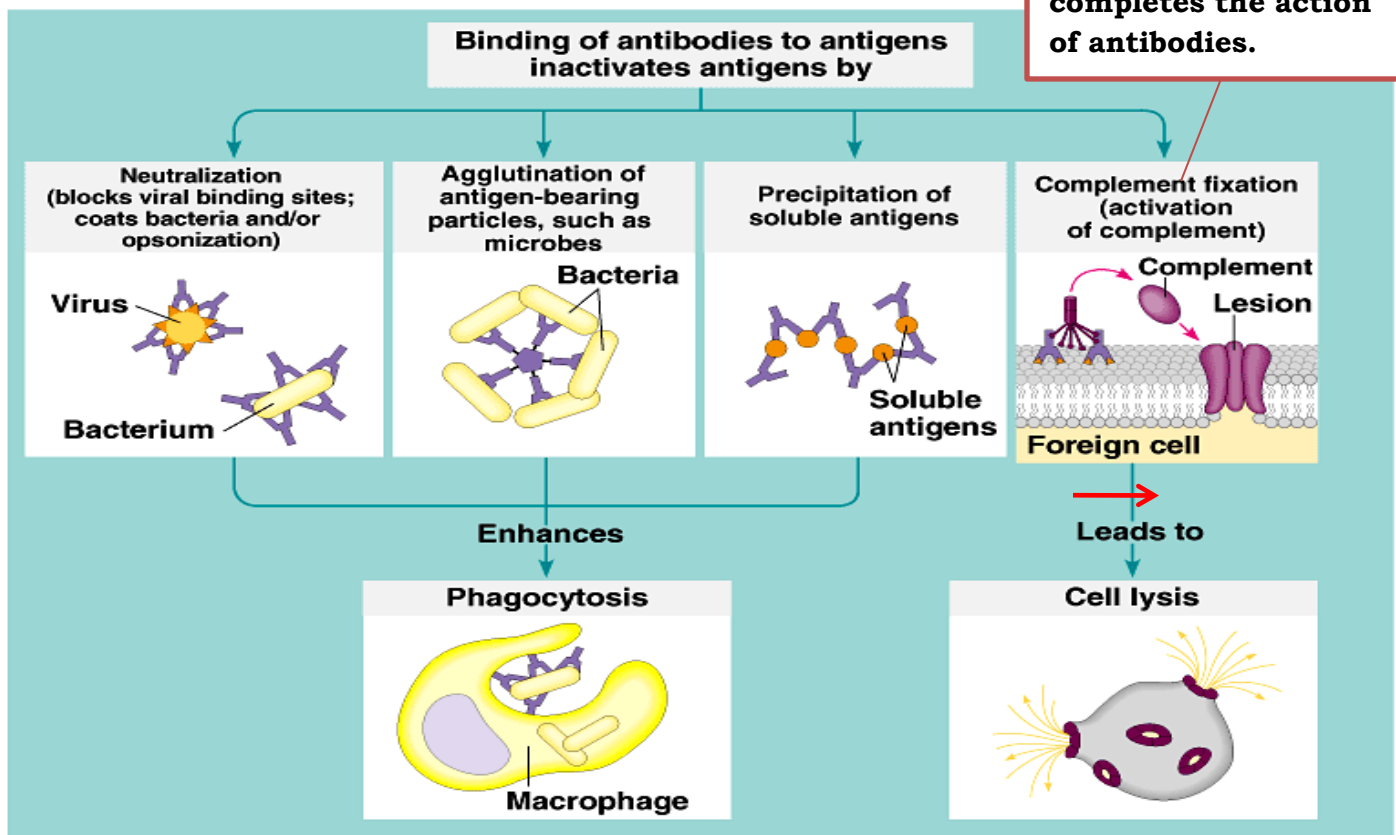 completes the action
of antibodies.
Binding of antibodies to antigens
inactivates antigens by
Neutralization
(blocks viral binding sites;
coats bacteria and/or
opsonization)
Agglutination of
antigen-bearing
particles, such as
microbes
Precipitation of
soluble antigens
Complement fixation
(activation
of complement)
Virus
Bacterium
Bacteria
Soluble
antigens
Complement
Lesion
Foreign cell
Enhances
Leads to
Phagocytosis
Macrophage
Cell lysis